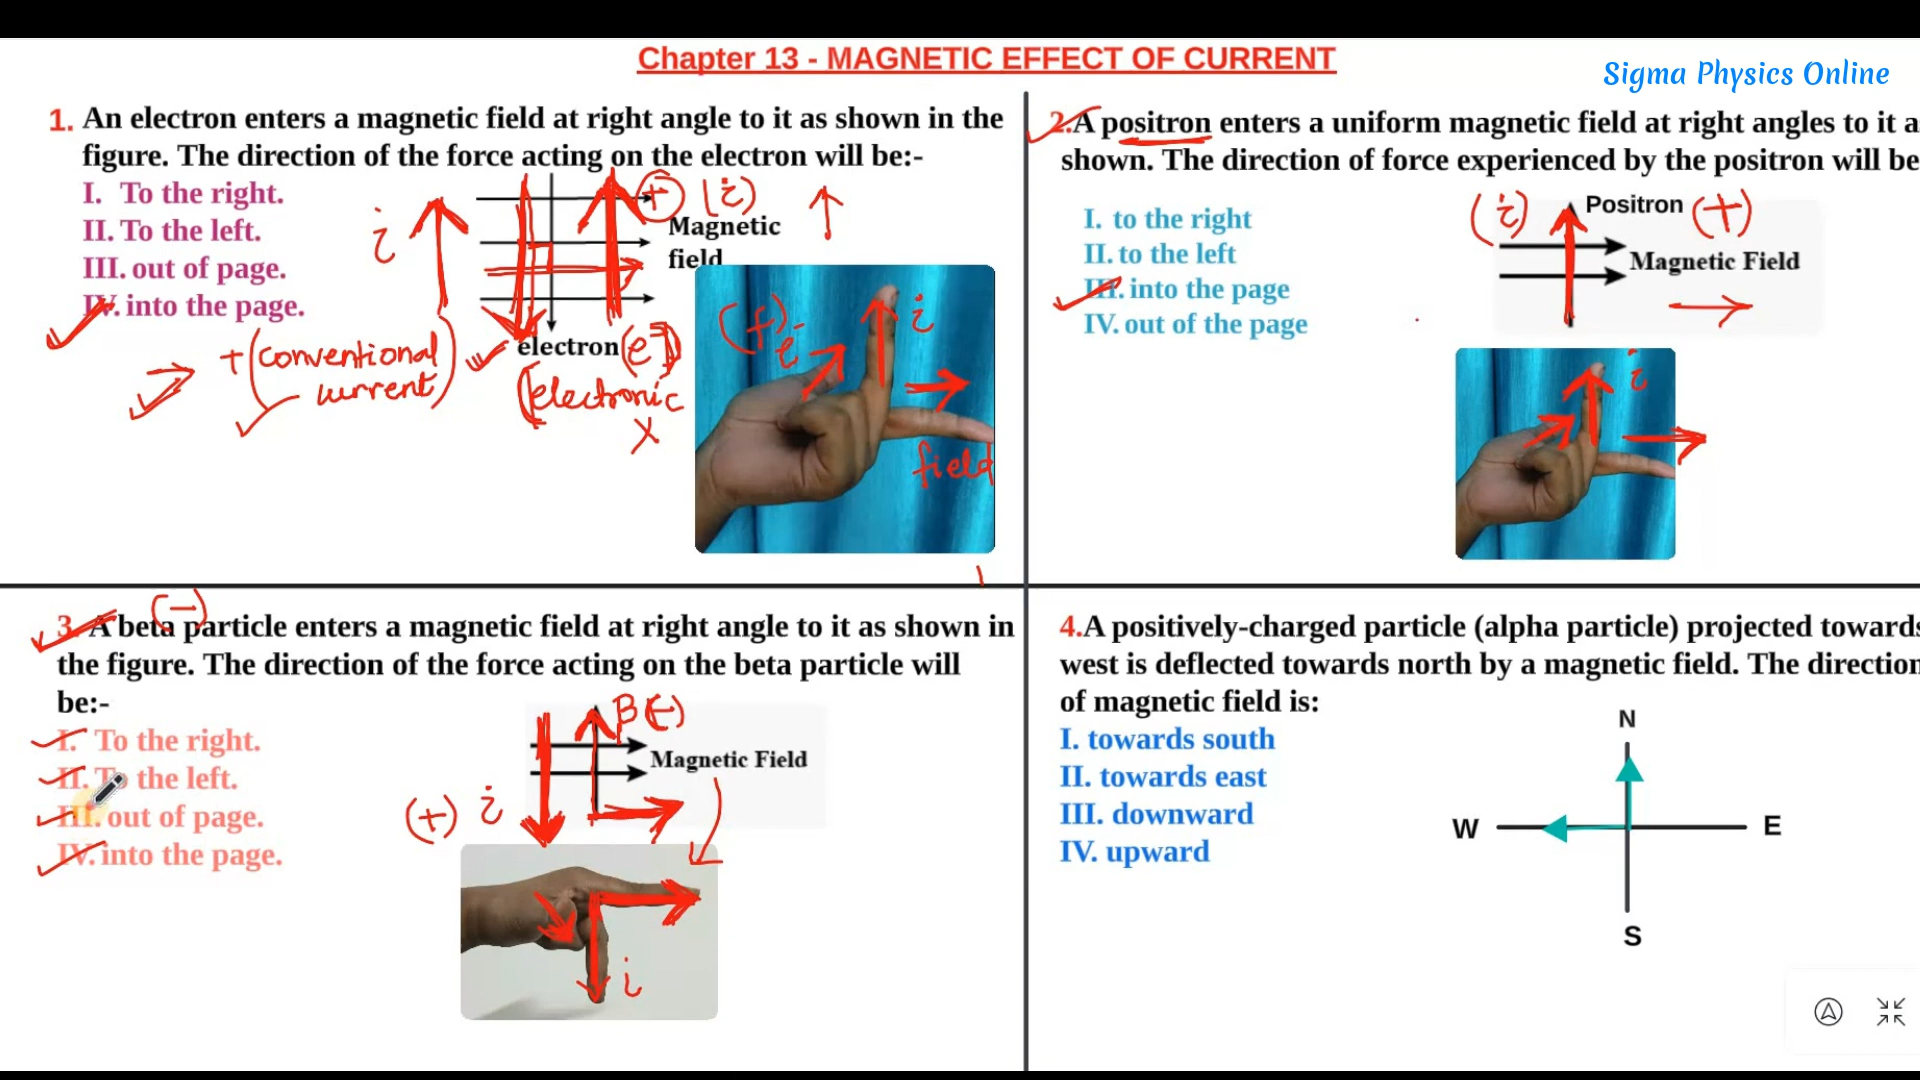 Chapter 13 - MAGNETIC EFFECT OF CURRENT
Sigma Physics Online
1. An electron enters a magnetic field at right angle to it as shown in the
figure. The direction of the force acting on the electron will be:-
I. To the right.
II. To the left.
III. out of page.
IV. into the page.
i
(+) (i)
Magnetic
field
electron (e-)
+ (conventional
current)
(electronic
X
(f)
i
field
2.A positron enters a uniform magnetic field at right angles to it a
shown. The direction of force experienced by the positron will be
I. to the right
II. to the left
III. into the page
IV. out of the page
(i)
Positron (+)
Magnetic Field
i
3. A beta particle enters a magnetic field at right angle to it as shown in
(-)
the figure. The direction of the force acting on the beta particle will
be:-
I. To the right.
II. To the left.
III. out of page.
IV. into the page.
β(-)
Magnetic Field
(+) i
i
4.A positively-charged particle (alpha particle) projected towards
west is deflected towards north by a magnetic field. The direction
of magnetic field is:
I. towards south
II. towards east
III. downward
IV. upward
N
W
E
S